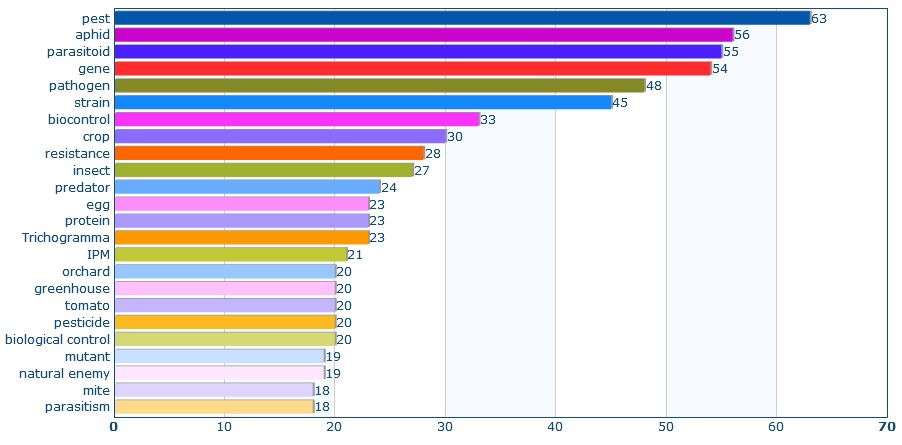 pest 63
aphid 56
parasitoid 55
gene 54
pathogen 48
strain 45
biocontrol 33
crop 30
resistance 28
insect 27
predator 24
egg 23
protein 23
Trichogramma 23
IPM 21
orchard 20
greenhouse 20
tomato 20
pesticide 20
biological control 20
mutant 19
natural enemy 19
mite 18
parasitism 18
0 10 20 30 40 50 60 70